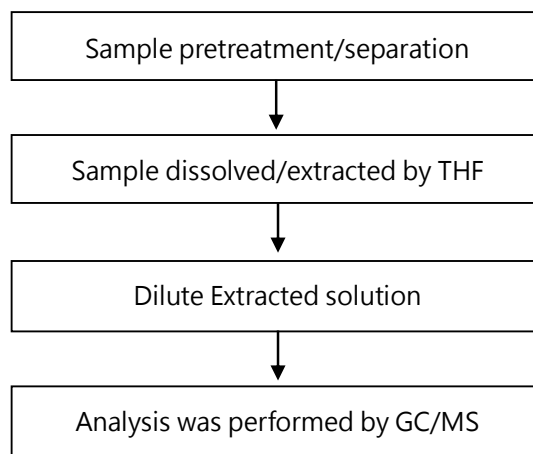 Sample pretreatment/separation
Sample dissolved/extracted by THF
Dilute Extracted solution
Analysis was performed by GC/MS